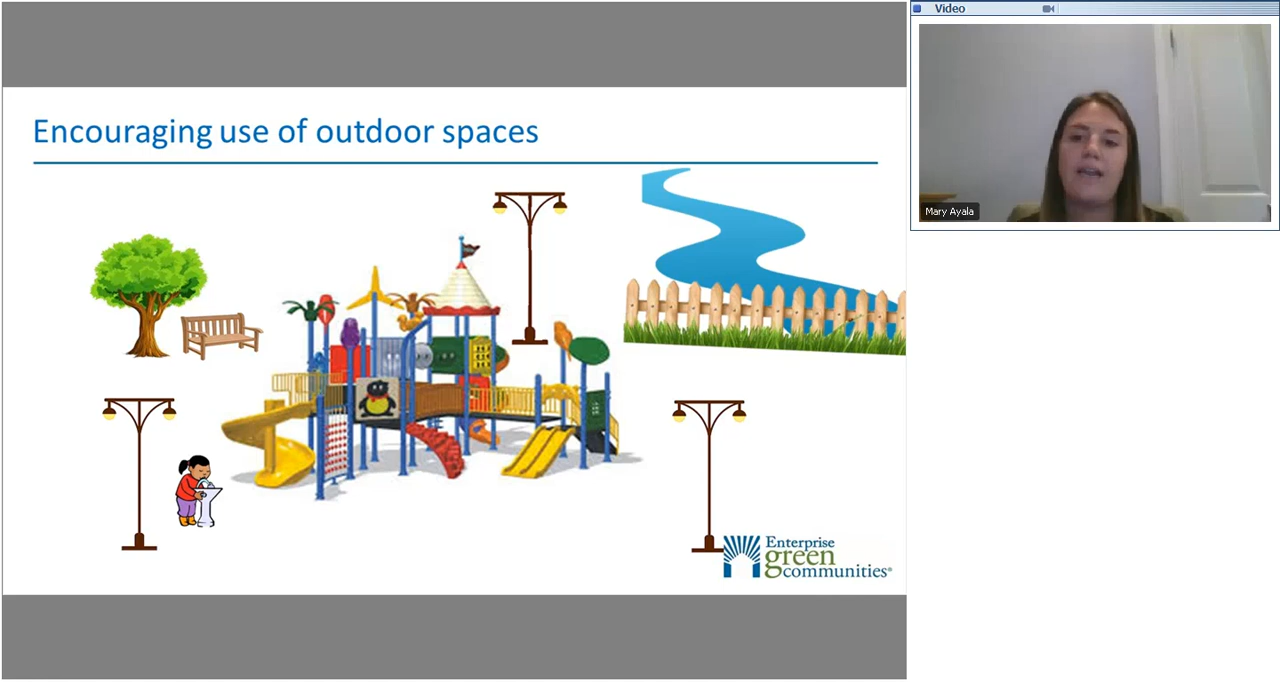 Encouraging use of outdoor spaces
Enterprise
green
communities®
Video
Mary Ayala